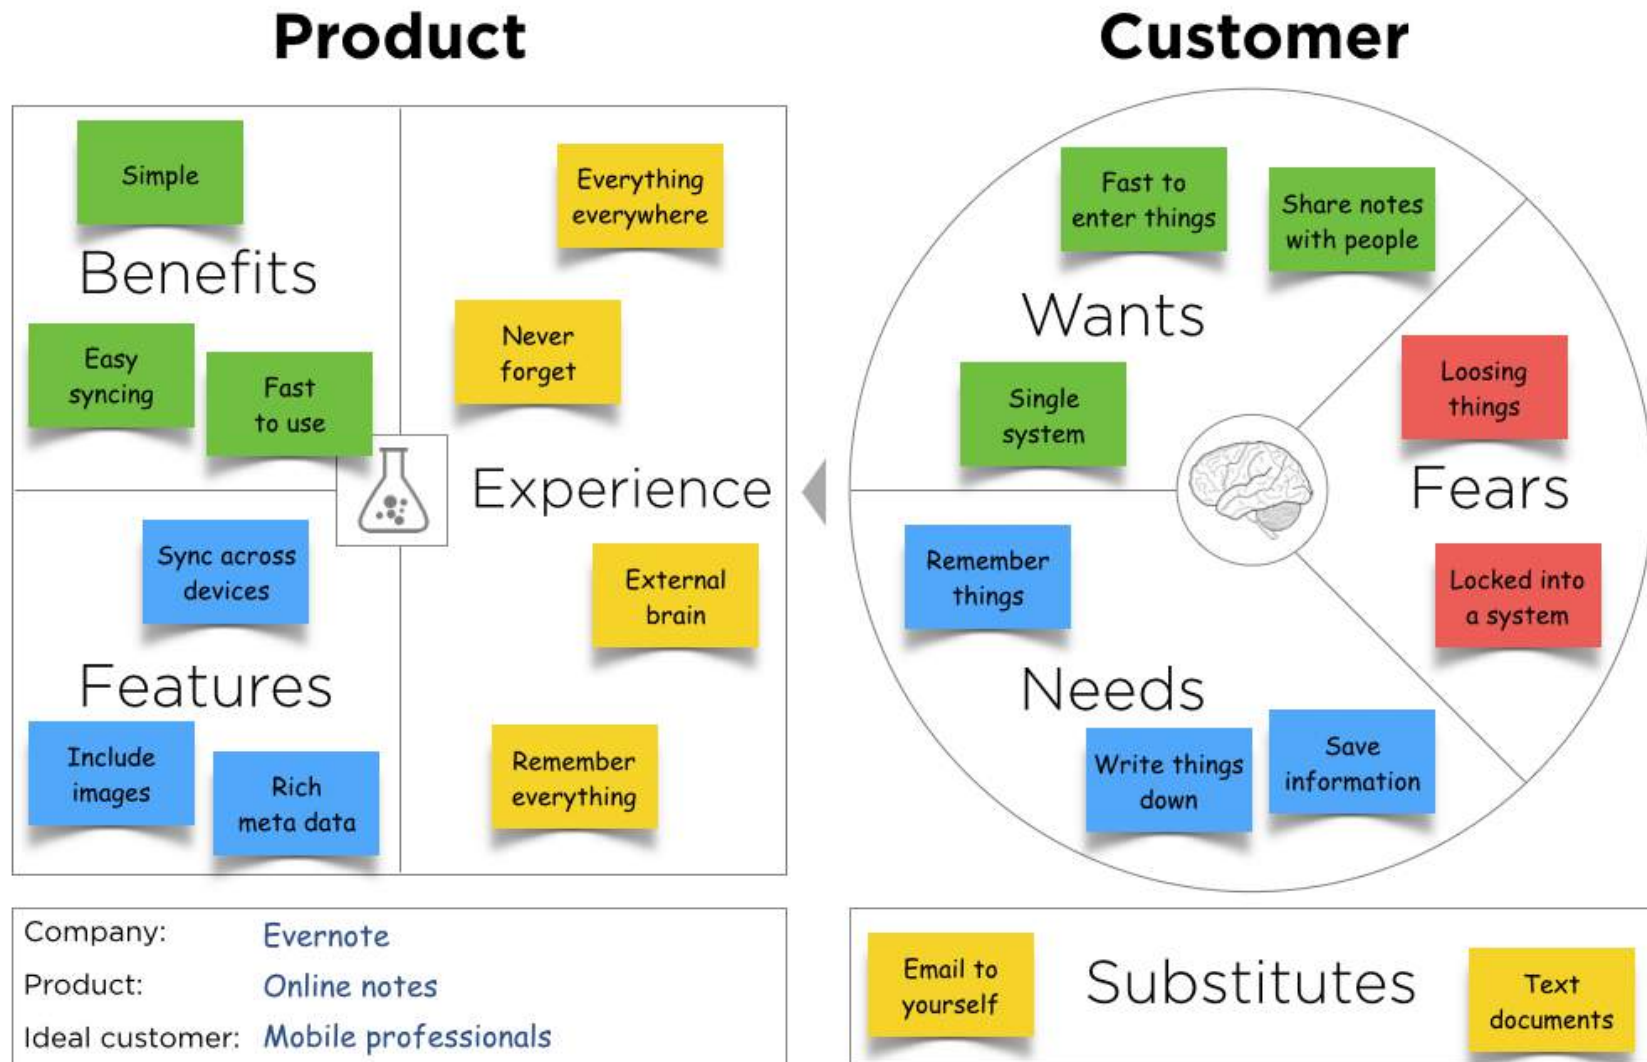 Product
Simple
Benefits
Easy
syncing
Fast
to use
Everything
everywhere
Never
forget
Experience
External
brain
Remember
everything
Sync across
devices
Features
Include
images
Rich
meta data
Company: Evernote
Product: Online notes
Ideal customer: Mobile professionals
Customer
Fast to
enter things
Share notes
with people
Wants
Single
system
Loosing
things
Fears
Locked into
a system
Remember
things
Needs
Write things
down
Save
information
Email to
yourself
Substitutes
Text
documents